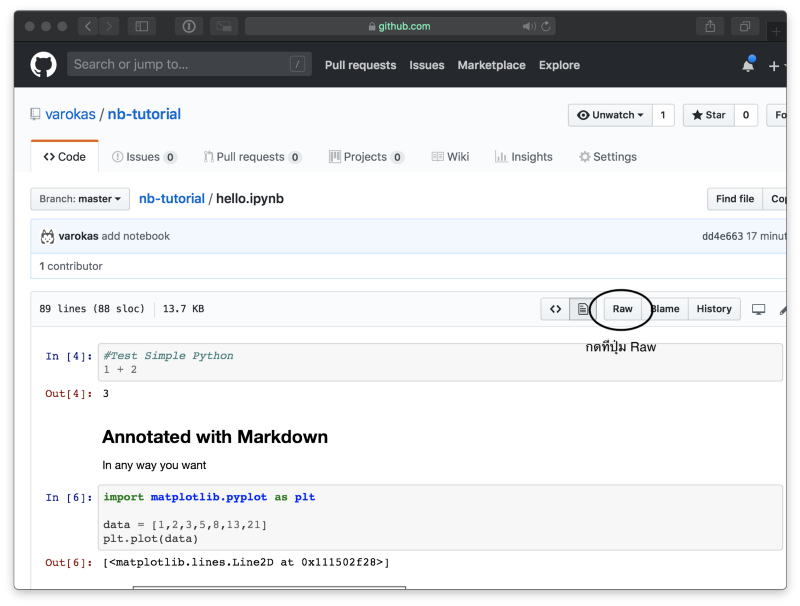 github.com
Search or jump to... /
Pull requests Issues Marketplace Explore
varokas / nb-tutorial
Unwatch 1 Star 0
Code Issues 0 Pull requests 0 Projects 0 Wiki Insights Settings
Branch: master nb-tutorial / hello.ipynb
Find file
varokas add notebook
dd4e663 17
1 contributor
89 lines (88 sloc) 13.7 KB
<> Raw Blame History
กดที่ปุ่ม Raw
In [4]: #Test Simple Python
1 + 2
Out[4]: 3
Annotated with Markdown
In any way you want
In [6]: import matplotlib.pyplot as plt
data = [1,2,3,5,8,13,21]
plt.plot(data)
Out[6]: [<matplotlib.lines.Line2D at 0x111502f28>]